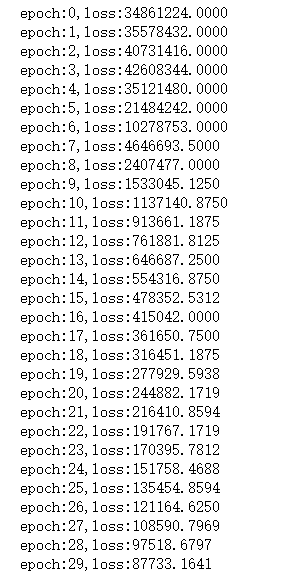 epoch:0,loss:34861224.0000
epoch:1,loss:35578432.0000
epoch:2,loss:40731416.0000
epoch:3,loss:42608344.0000
epoch:4,loss:35121480.0000
epoch:5,loss:21484242.0000
epoch:6,loss:10278753.0000
epoch:7,loss:4646693.5000
epoch:8,loss:2407477.0000
epoch:9,loss:1533045.1250
epoch:10,loss:1137140.8750
epoch:11,loss:913661.1875
epoch:12,loss:761881.8125
epoch:13,loss:646687.2500
epoch:14,loss:554316.8750
epoch:15,loss:478352.5312
epoch:16,loss:415042.0000
epoch:17,loss:361650.7500
epoch:18,loss:316451.1875
epoch:19,loss:277929.5938
epoch:20,loss:244882.1719
epoch:21,loss:216410.8594
epoch:22,loss:191767.1719
epoch:23,loss:170395.7812
epoch:24,loss:151758.4688
epoch:25,loss:135454.8594
epoch:26,loss:121164.6250
epoch:27,loss:108590.7969
epoch:28,loss:97518.6797
epoch:29,loss:87733.1641